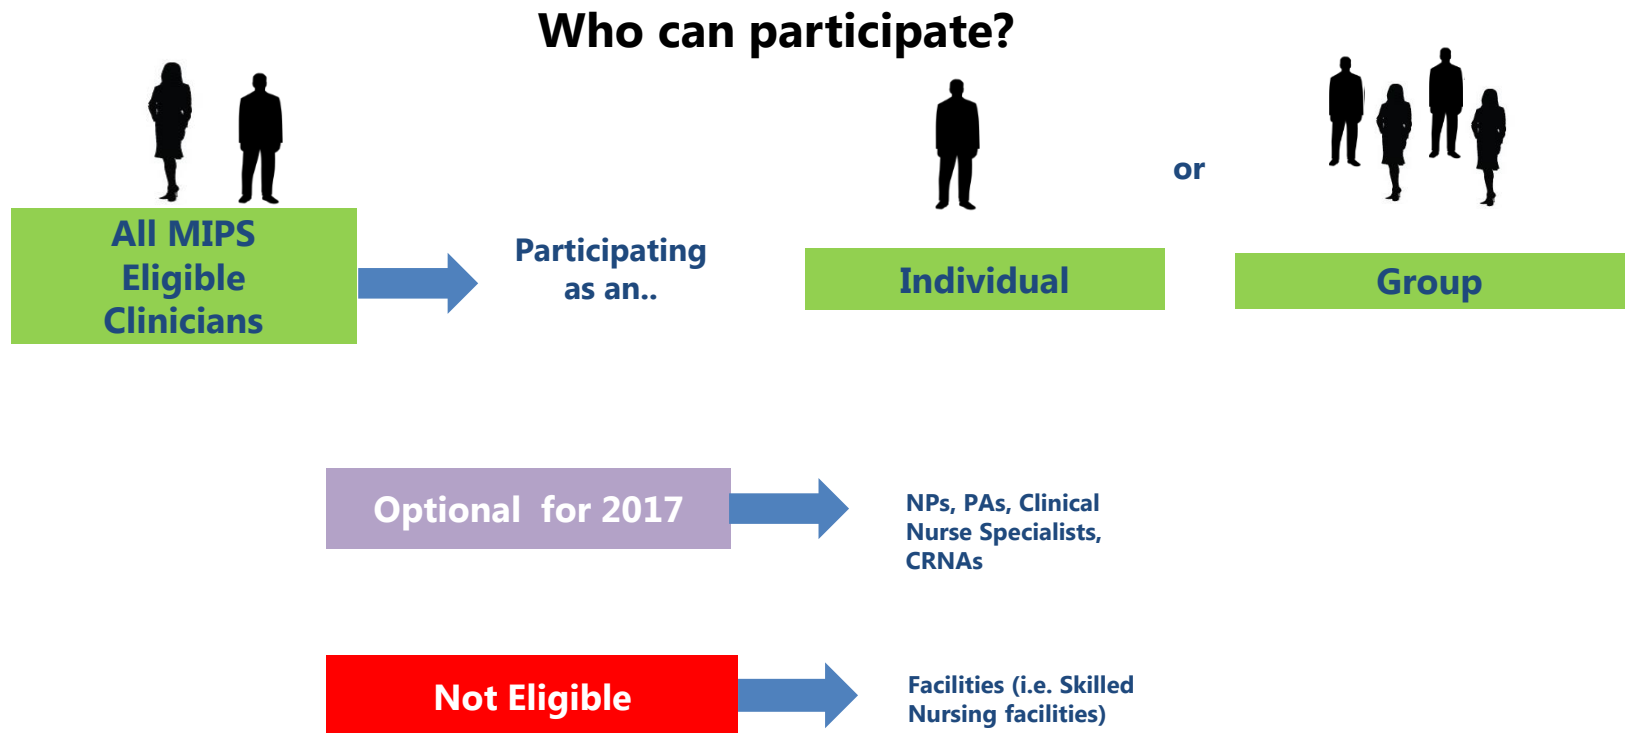 Who can participate?
All MIPS
Eligible
Clinicians
Participating
as an..
Individual
or
Group
Optional  for 2017
NPs, PAs, Clinical
Nurse Specialists,
CRNAs
Not Eligible
Facilities (i.e. Skilled
Nursing facilities)